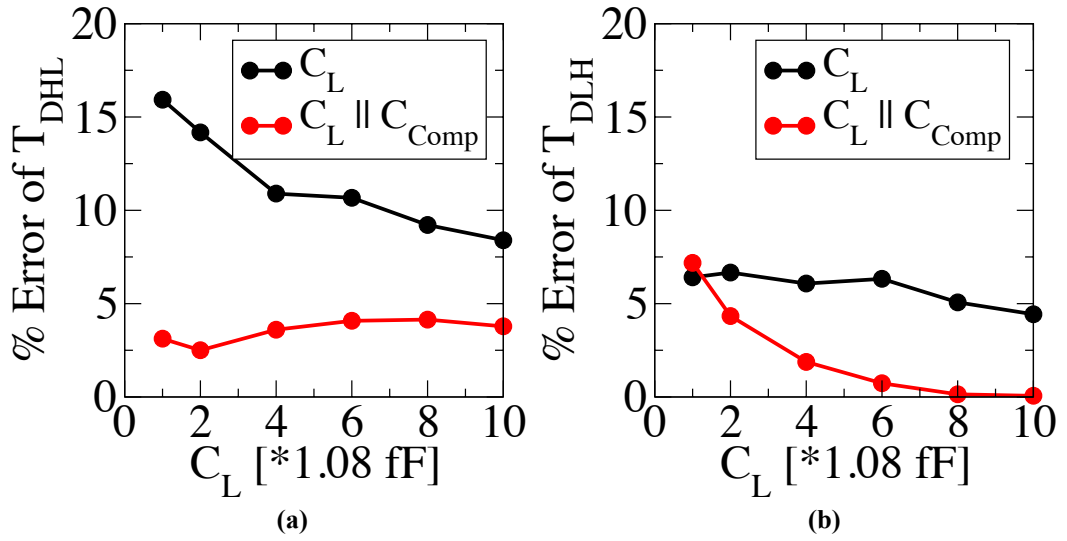 20
15
10
5
0
% Error of T_DHL
C_L
C_L || C_Comp
0 2 4 6 8 10
C_L [*1.08 fF]
(a)
20
15
10
5
0
% Error of T_DLH
C_L
C_L || C_Comp
0 2 4 6 8 10
C_L [*1.08 fF]
(b)